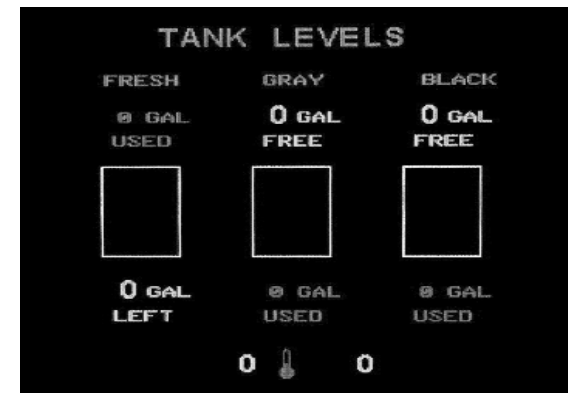 TANK LEVELS
FRESH GRAY BLACK
0 GAL 0 GAL 0 GAL
USED FREE FREE
0 GAL 0 GAL 0 GAL
LEFT USED USED
0 0